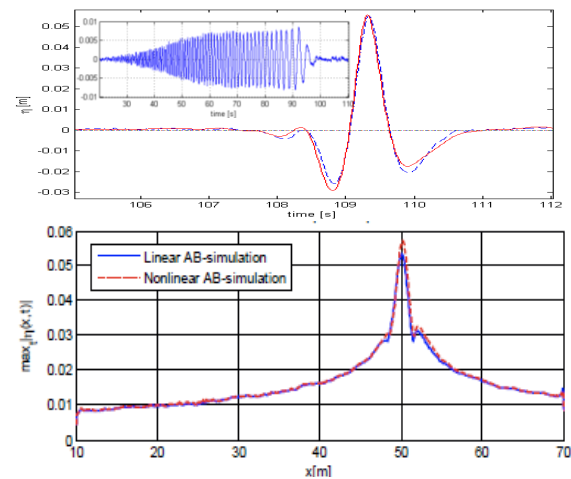 0.05
0.04
0.03
0.02
0.01
0
-0.01
-0.02
-0.03
η [m]
0.01
0.005
0
-0.005
-0.01
30 40 50 60 70 80 90 100 110
time [s]
106 107 108 109 110 111 112
time [s]
0.06
0.05
0.04
0.03
0.02
0.01
0
max_t|η(x,t)|
Linear AB-simulation
Nonlinear AB-simulation
10 20 30 40 50 60 70
x[m]